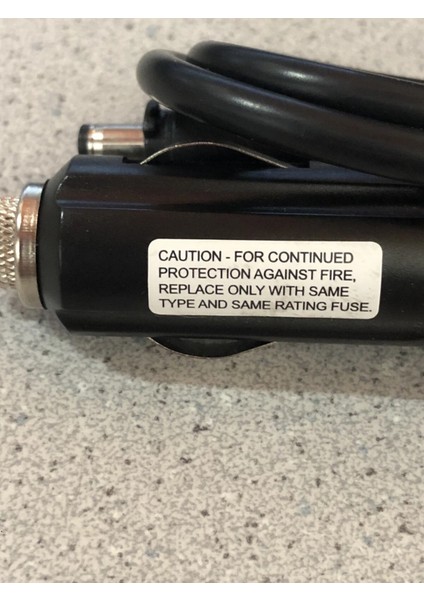 CAUTION - FOR CONTINUED
PROTECTION AGAINST FIRE,
REPLACE ONLY WITH SAME
TYPE AND SAME RATING FUSE.